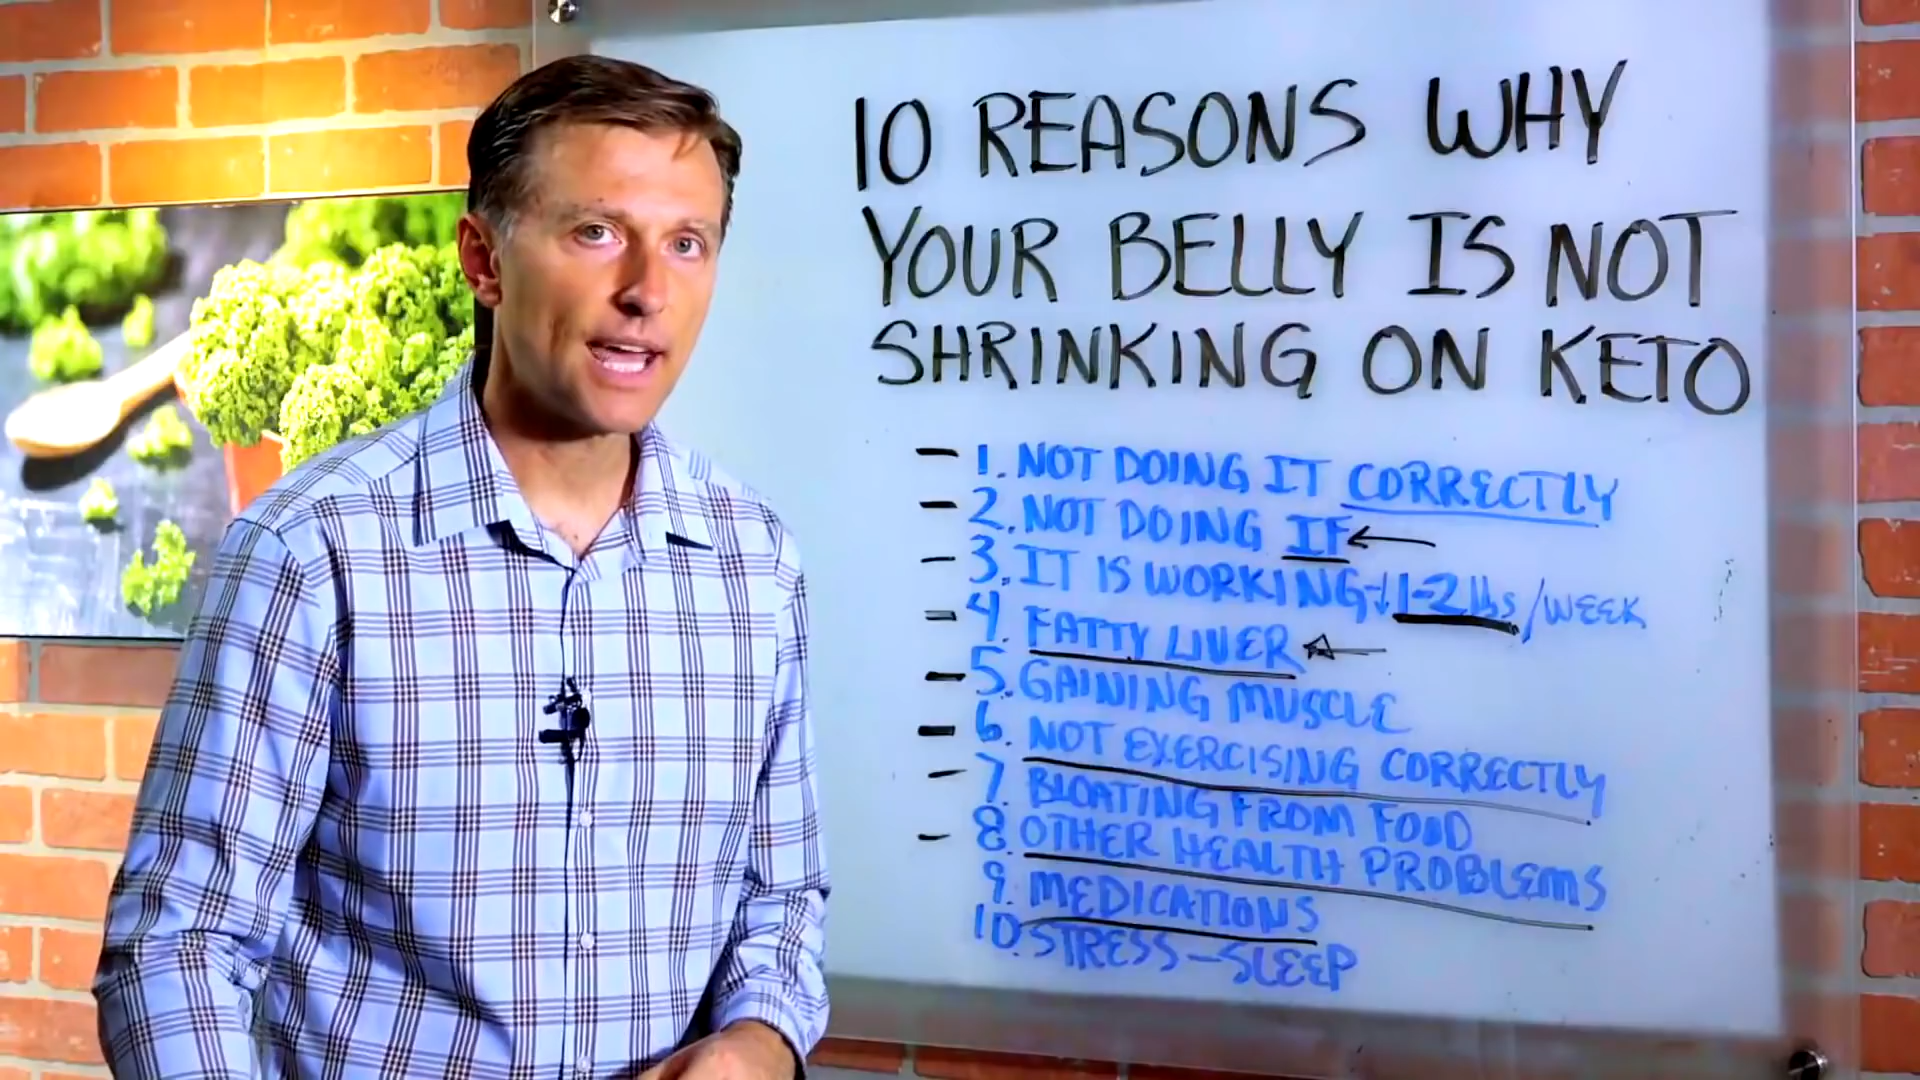 10 REASONS WHY
YOUR BELLY IS NOT
SHRINKING ON KETO
- 1. NOT DOING IT CORRECTLY
- 2. NOT DOING IF ←
- 3. IT IS WORKING-↓1-2 lbs/WEEK
- 4. FATTY LIVER ←
- 5. GAINING MUSCLE
- 6. NOT EXERCISING CORRECTLY
- 7. BLOATING FROM FOOD
- 8. OTHER HEALTH PROBLEMS
9. MEDICATIONS
10. STRESS-SLEEP